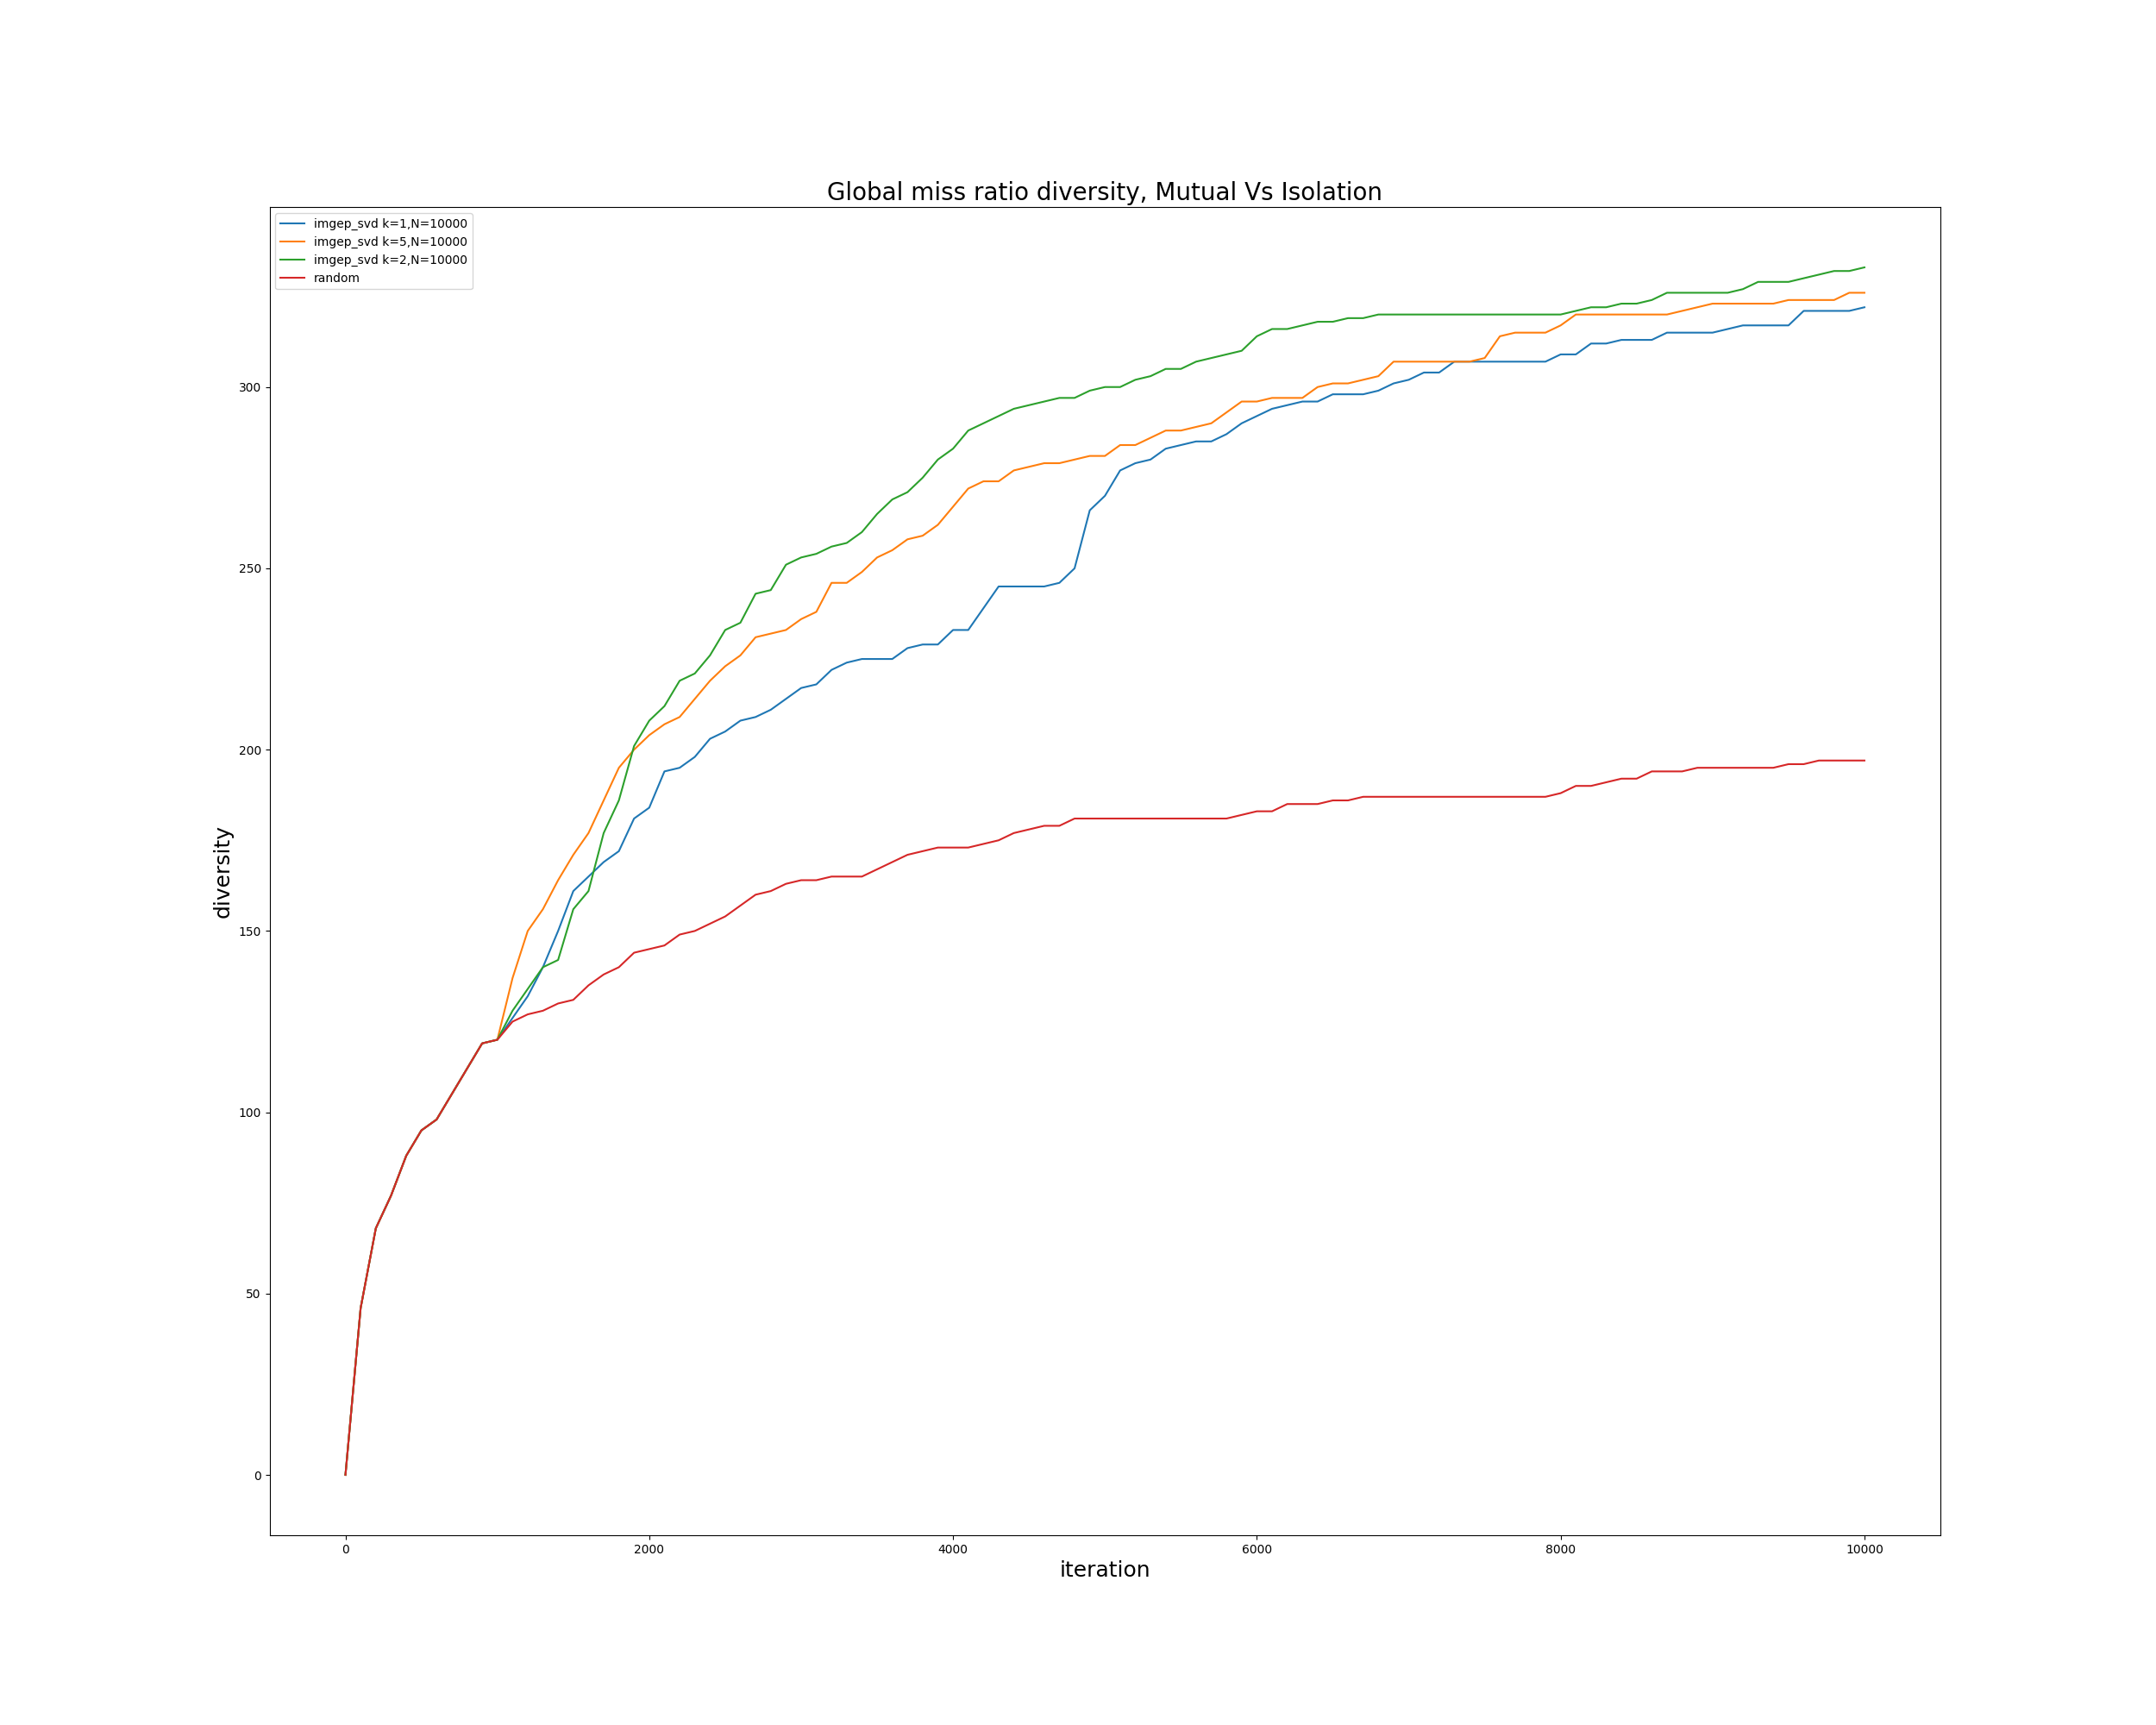 Global miss ratio diversity, Mutual Vs Isolation
imgep_svd k=1,N=10000
imgep_svd k=5,N=10000
imgep_svd k=2,N=10000
random
300
250
200
150
100
50
0
diversity
0 2000 4000 6000 8000 10000
iteration